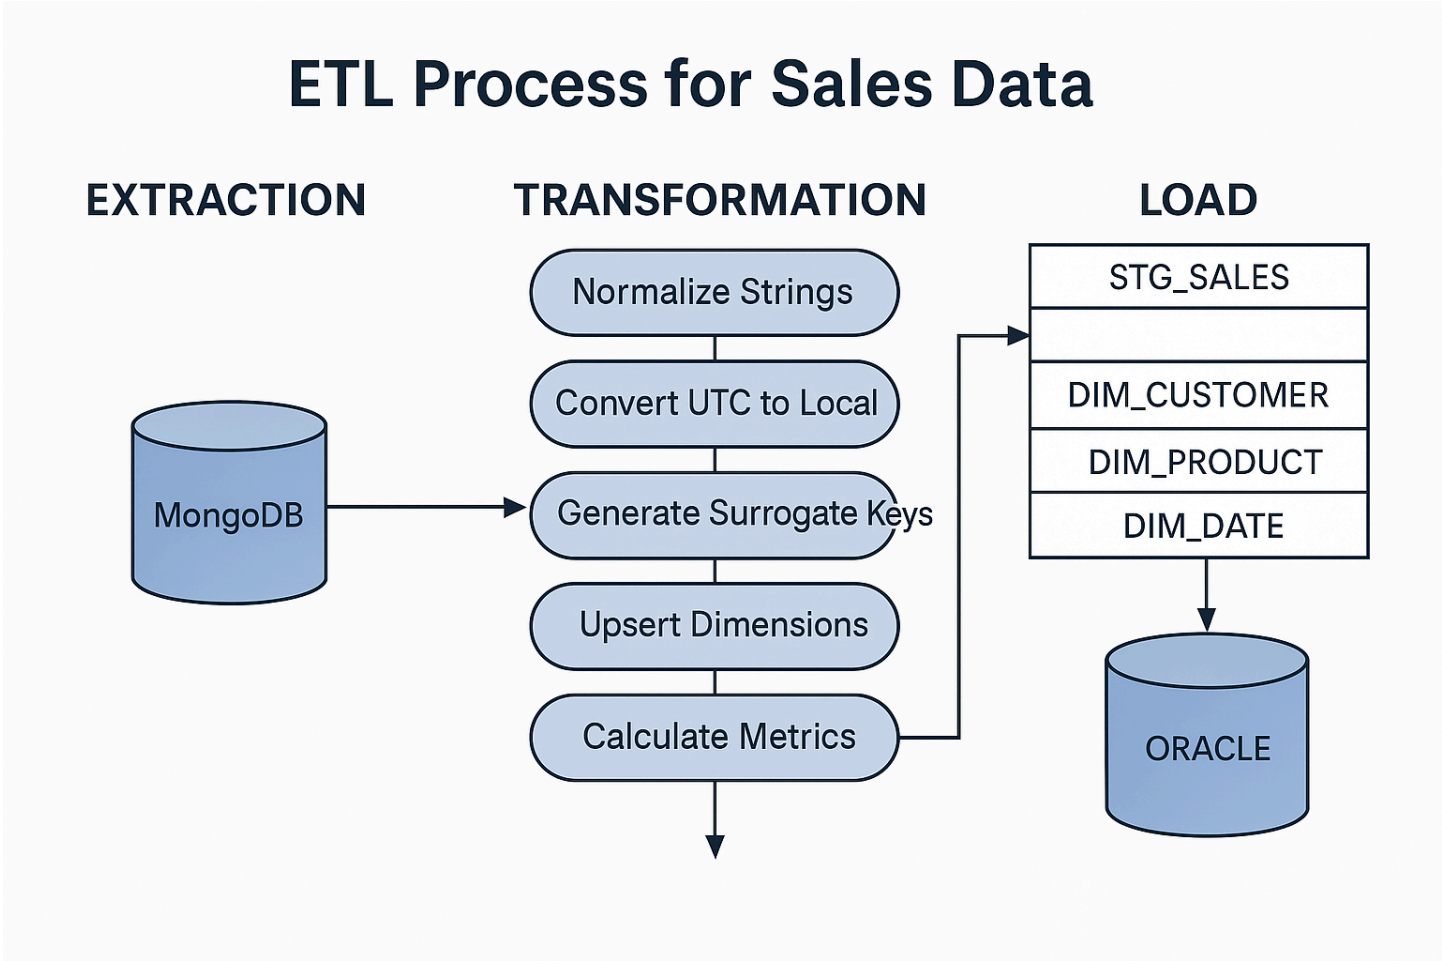 ETL Process for Sales Data
EXTRACTION
TRANSFORMATION
LOAD
MongoDB
Normalize Strings
Convert UTC to Local
Generate Surrogate Keys
Upsert Dimensions
Calculate Metrics
STG_SALES
DIM_CUSTOMER
DIM_PRODUCT
DIM_DATE
ORACLE